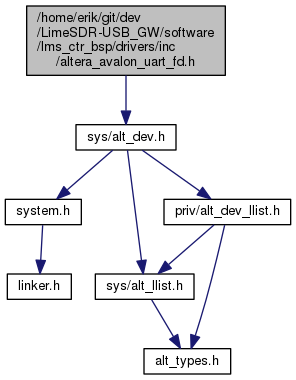 /home/erik/git/dev
/LimeSDR-USB_GW/software
/lms_ctr_bsp/drivers/inc
/altera_avalon_uart_fd.h
sys/alt_dev.h
system.h
priv/alt_dev_llist.h
linker.h
sys/alt_llist.h
alt_types.h